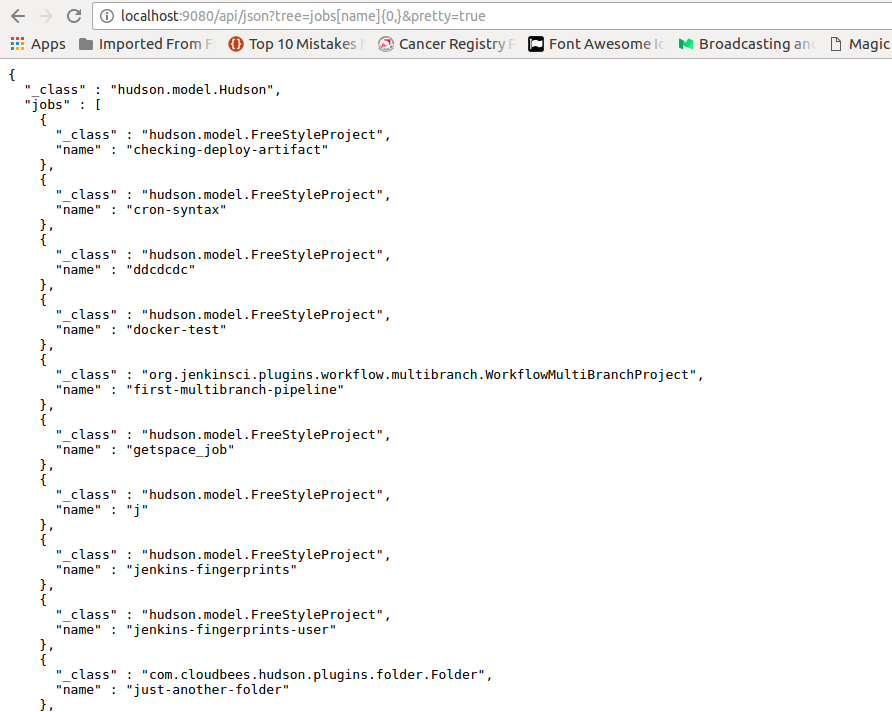 localhost:9080/api/json?tree=jobs[name]{0,}&pretty=true
Apps Imported From F Top 10 Mistakes Cancer Registry Font Awesome Ic Broadcasting an Magic
{
  "_class" : "hudson.model.Hudson",
  "jobs" : [
    {
      "_class" : "hudson.model.FreeStyleProject",
      "name" : "checking-deploy-artifact"
    },
    {
      "_class" : "hudson.model.FreeStyleProject",
      "name" : "cron-syntax"
    },
    {
      "_class" : "hudson.model.FreeStyleProject",
      "name" : "ddcdcdc"
    },
    {
      "_class" : "hudson.model.FreeStyleProject",
      "name" : "docker-test"
    },
    {
      "_class" : "org.jenkinsci.plugins.workflow.multibranch.WorkflowMultiBranchProject",
      "name" : "first-multibranch-pipeline"
    },
    {
      "_class" : "hudson.model.FreeStyleProject",
      "name" : "getspace_job"
    },
    {
      "_class" : "hudson.model.FreeStyleProject",
      "name" : "j"
    },
    {
      "_class" : "hudson.model.FreeStyleProject",
      "name" : "jenkins-fingerprints"
    },
    {
      "_class" : "hudson.model.FreeStyleProject",
      "name" : "jenkins-fingerprints-user"
    },
    {
      "_class" : "com.cloudbees.hudson.plugins.folder.Folder",
      "name" : "just-another-folder"
    },